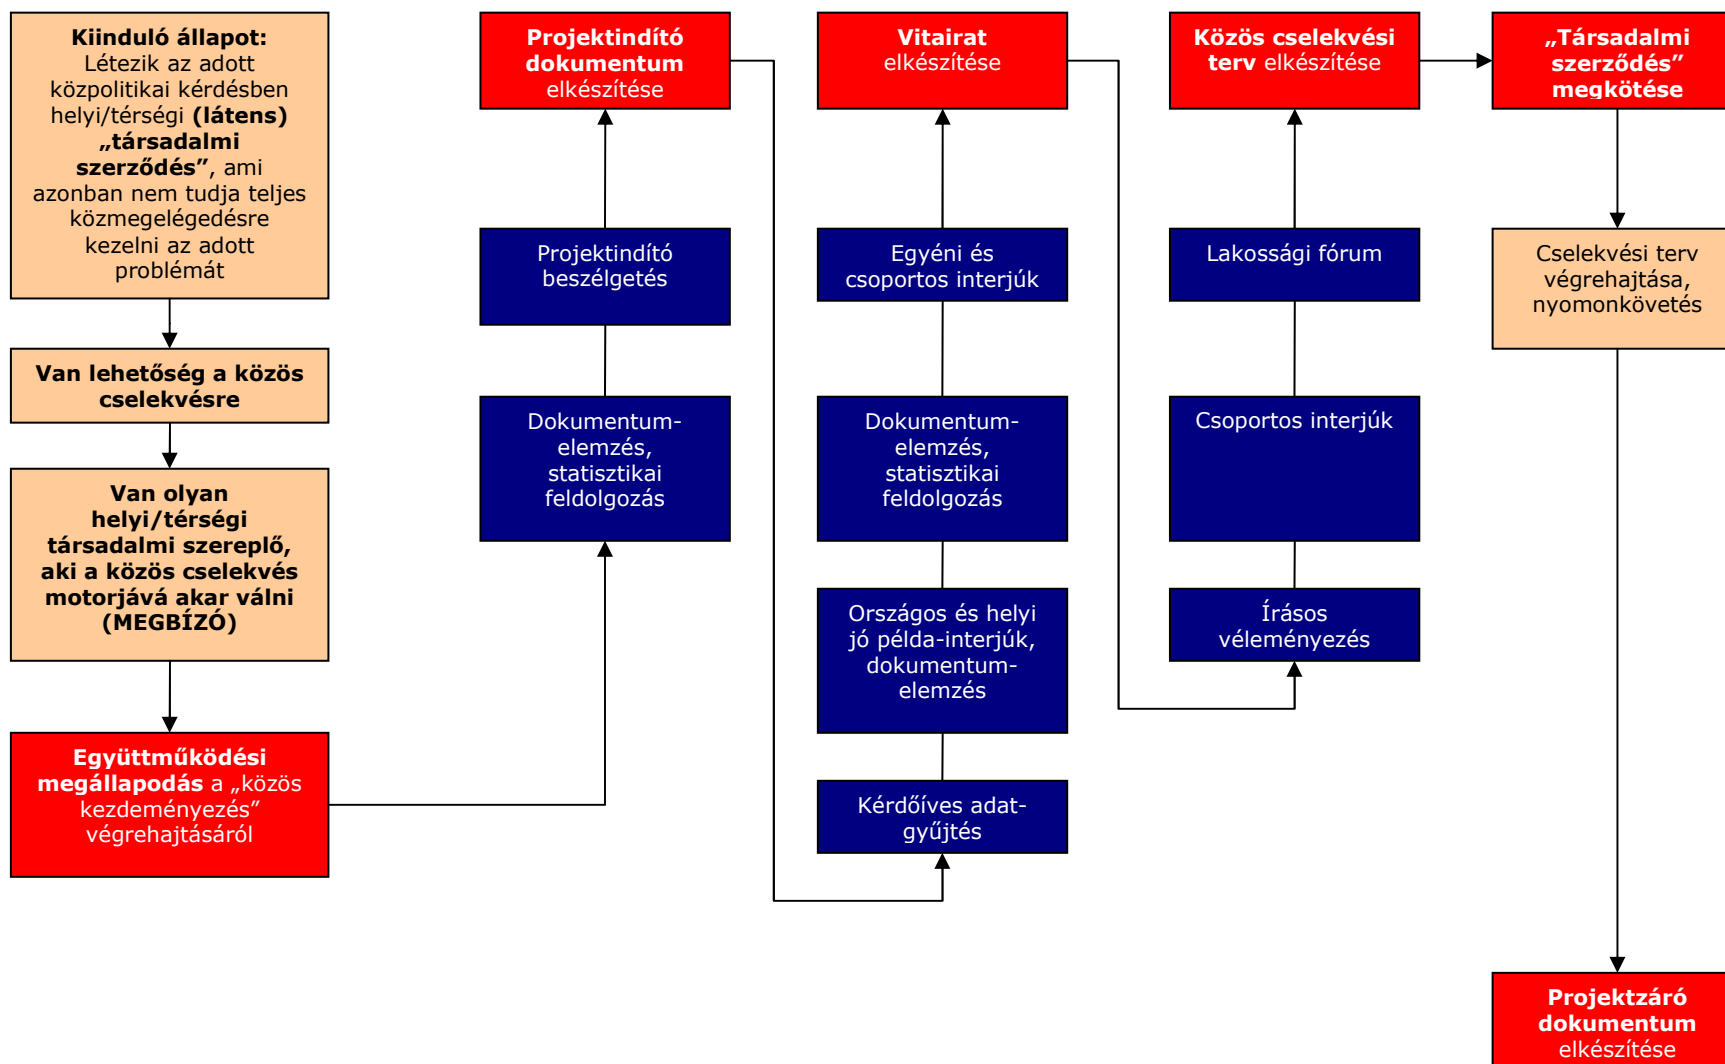 Kiinduló állapot:
Létezik az adott
közpolitikai kérdésben
helyi/térségi (látens)
„társadalmi
szerződés”, ami
azonban nem tudja teljes
közmegelégedésre
kezelni az adott
problémát
Van lehetőség a közös
cselekvésre
Van olyan
helyi/térségi
társadalmi szereplő,
aki a közös cselekvés
motorjává akar válni
(MEGBÍZÓ)
Együttműködési
megállapodás a „közös
kezdeményezés”
végrehajtásáról
Projektindító
dokumentum
elkészítése
Projektindító
beszélgetés
Dokumentum-
elemzés,
statisztikai
feldolgozás
Vitairat
elkészítése
Egyéni és
csoportos interjúk
Dokumentum-
elemzés,
statisztikai
feldolgozás
Országos és helyi
jó példa-interjúk,
dokumentum-
elemzés
Kérdőíves adat-
gyűjtés
Közös cselekvési
terv elkészítése
Lakossági fórum
Csoportos interjúk
Írásos
véleményezés
„Társadalmi
szerződés”
megkötése
Cselekvési terv
végrehajtása,
nyomonkövetés
Projektzáró
dokumentum
elkészítése